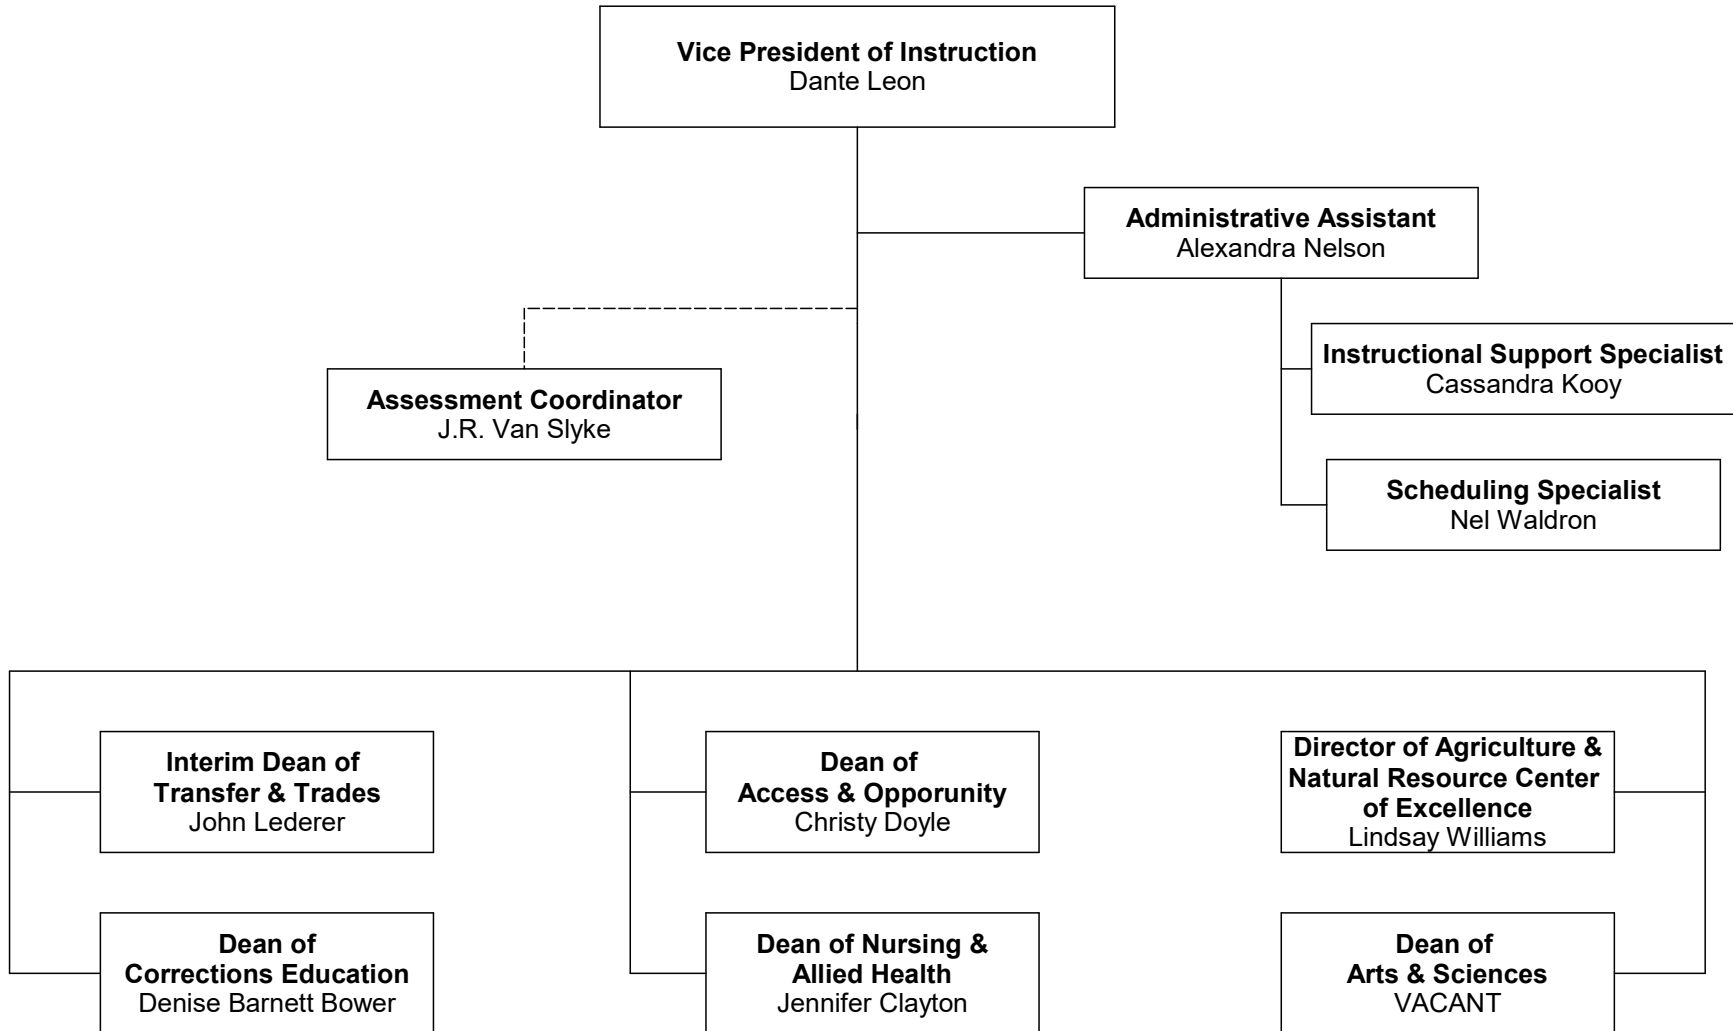 Vice President of Instruction
Dante Leon
Administrative Assistant
Alexandra Nelson
Instructional Support Specialist
Cassandra Kooy
Assessment Coordinator
J.R. Van Slyke
Scheduling Specialist
Nel Waldron
Interim Dean of
Transfer & Trades
John Lederer
Dean of
Access & Opporunity
Christy Doyle
Director of Agriculture &
Natural Resource Center
of Excellence
Lindsay Williams
Dean of
Corrections Education
Denise Barnett Bower
Dean of Nursing &
Allied Health
Jennifer Clayton
Dean of
Arts & Sciences
VACANT